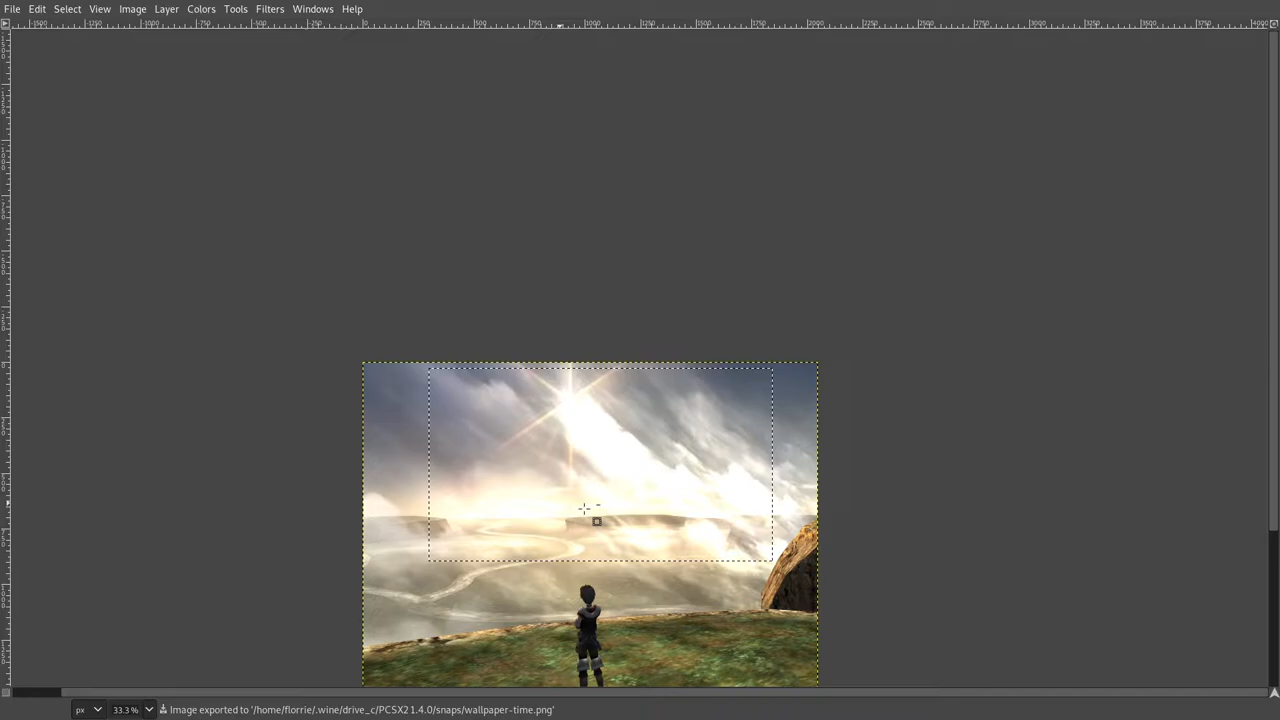 File Edit Select View Image Layer Colors Tools Filters Windows Help
px 33.3 % Image exported to '/home/florrie/.wine/drive_c/PCSX2 1.4.0/snaps/wallpaper-time.png'